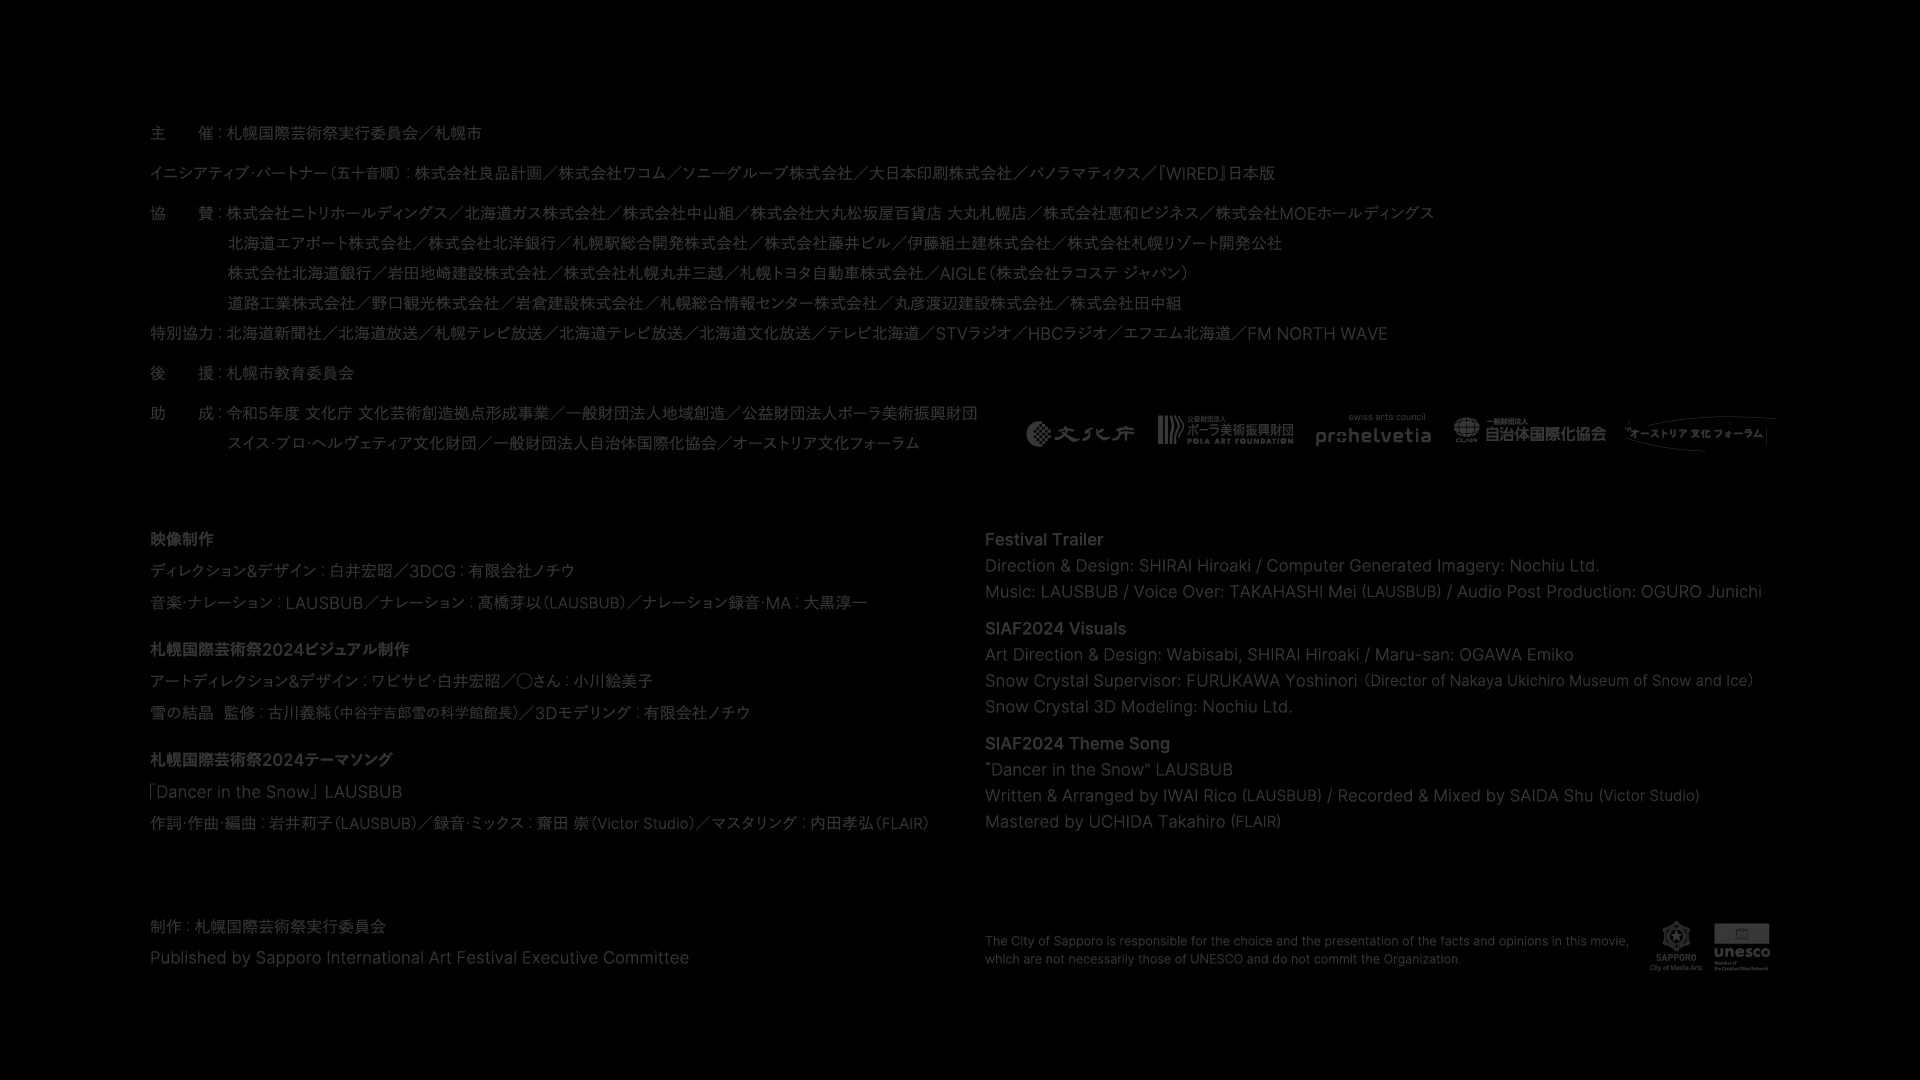 主　　催：札幌国際芸術祭実行委員会／札幌市
イニシアティブ・パートナー（五十音順）：株式会社良品計画／株式会社ワコム／ソニーグループ株式会社／大日本印刷株式会社／パノラマティクス／『WIRED』日本版
協　　賛：株式会社ニトリホールディングス／北海道ガス株式会社／株式会社中山組／株式会社大丸松坂屋百貨店 大丸札幌店／株式会社恵和ビジネス／株式会社MOEホールディングス
北海道エアポート株式会社／株式会社北洋銀行／札幌駅総合開発株式会社／株式会社藤井ビル／伊藤組土建株式会社／株式会社札幌リゾート開発公社
株式会社北海道銀行／岩田地崎建設株式会社／株式会社札幌丸井三越／札幌トヨタ自動車株式会社／AIGLE（株式会社ラコステ ジャパン）
道路工業株式会社／野口観光株式会社／岩倉建設株式会社／札幌総合情報センター株式会社／丸彦渡辺建設株式会社／株式会社田中組
特別協力：北海道新聞社／北海道放送／札幌テレビ放送／北海道テレビ放送／北海道文化放送／テレビ北海道／STVラジオ／HBCラジオ／エフエム北海道／FM NORTH WAVE
後　　援：札幌市教育委員会
助　　成：令和5年度 文化庁 文化芸術創造拠点形成事業／一般財団法人地域創造／公益財団法人ポーラ美術振興財団
スイス・プロ・ヘルヴェティア文化財団／一般財団法人自治体国際化協会／オーストリア文化フォーラム
文化庁
公益財団法人
ポーラ美術振興財団
POLA ART FOUNDATION
swiss arts council
prohelvetia
CLAIR
一般財団法人
自治体国際化協会
オーストリア 文化 フォーラム
映像制作
ディレクション&デザイン：白井宏昭／3DCG：有限会社ノチウ
音楽・ナレーション：LAUSBUB／ナレーション：髙橋芽以（LAUSBUB）／ナレーション録音・MA：大黒淳一
札幌国際芸術祭2024ビジュアル制作
アートディレクション&デザイン：ワビサビ・白井宏昭／◯さん：小川絵美子
雪の結晶 監修：古川義純（中谷宇吉郎雪の科学館館長）／3Dモデリング：有限会社ノチウ
札幌国際芸術祭2024テーマソング
「Dancer in the Snow」 LAUSBUB
作詞・作曲・編曲：岩井莉子（LAUSBUB）／録音・ミックス：齋田 崇（Victor Studio）／マスタリング：内田孝弘（FLAIR）
Festival Trailer
Direction & Design: SHIRAI Hiroaki / Computer Generated Imagery: Nochiu Ltd.
Music: LAUSBUB / Voice Over: TAKAHASHI Mei (LAUSBUB) / Audio Post Production: OGURO Junichi
SIAF2024 Visuals
Art Direction & Design: Wabisabi, SHIRAI Hiroaki / Maru-san: OGAWA Emiko
Snow Crystal Supervisor: FURUKAWA Yoshinori （Director of Nakaya Ukichiro Museum of Snow and Ice）
Snow Crystal 3D Modeling: Nochiu Ltd.
SIAF2024 Theme Song
"Dancer in the Snow" LAUSBUB
Written & Arranged by IWAI Rico (LAUSBUB) / Recorded & Mixed by SAIDA Shu (Victor Studio)
Mastered by UCHIDA Takahiro (FLAIR)
制作：札幌国際芸術祭実行委員会
Published by Sapporo International Art Festival Executive Committee
The City of Sapporo is responsible for the choice and the presentation of the facts and opinions in this movie,
which are not necessarily those of UNESCO and do not commit the Organization.
SAPPORO
City of Media Arts
unesco
Member of
the Creative Cities Network